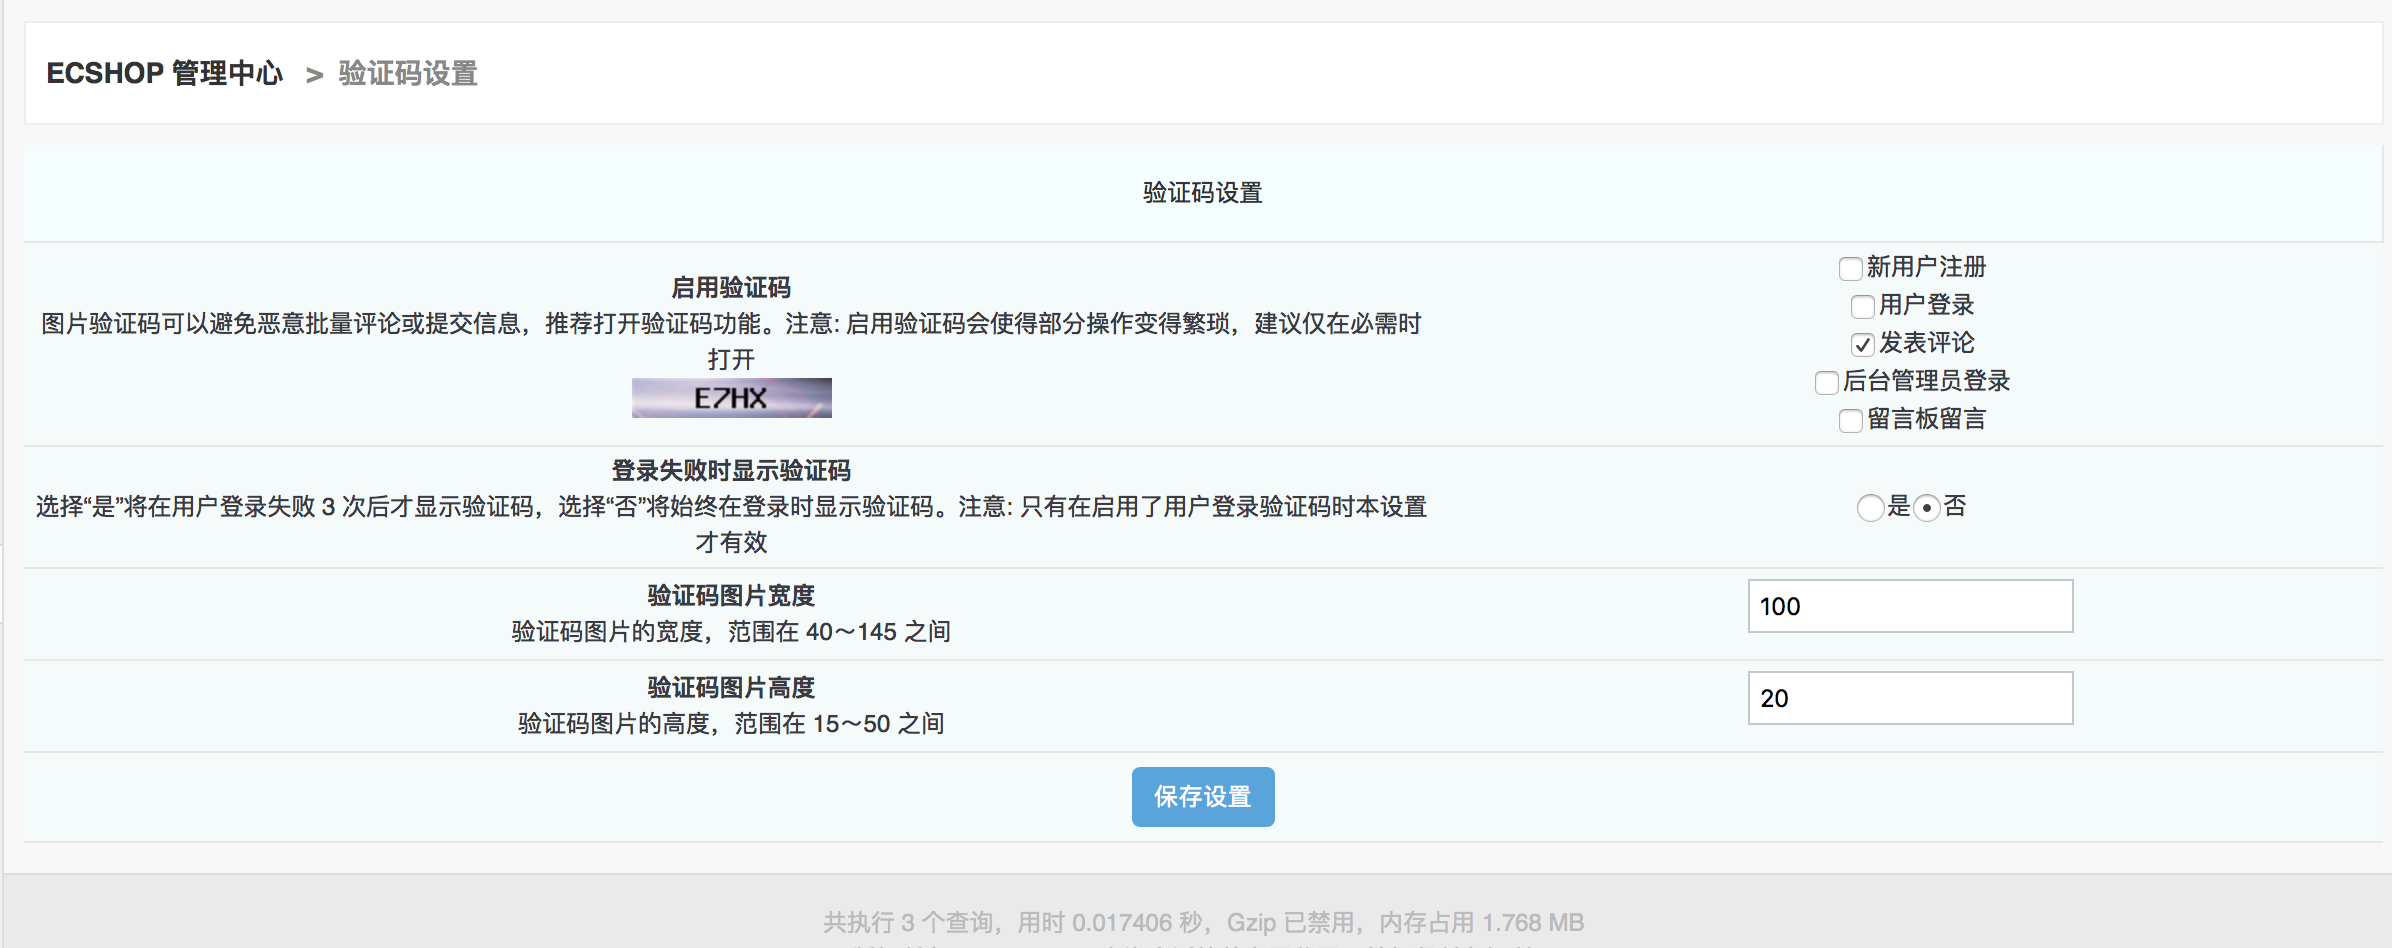 ECSHOP 管理中心 > 验证码设置
验证码设置
启用验证码
图片验证码可以避免恶意批量评论或提交信息，推荐打开验证码功能。注意: 启用验证码会使得部分操作变得繁琐，建议仅在必需时
打开
E7HX
新用户注册
用户登录
发表评论
后台管理员登录
留言板留言
登录失败时显示验证码
选择“是”将在用户登录失败 3 次后才显示验证码，选择“否”将始终在登录时显示验证码。注意: 只有在启用了用户登录验证码时本设置
才有效
是 否
验证码图片宽度
验证码图片的宽度，范围在 40～145 之间
100
验证码图片高度
验证码图片的高度，范围在 15～50 之间
20
保存设置
共执行 3 个查询，用时 0.017406 秒，Gzip 已禁用，内存占用 1.768 MB